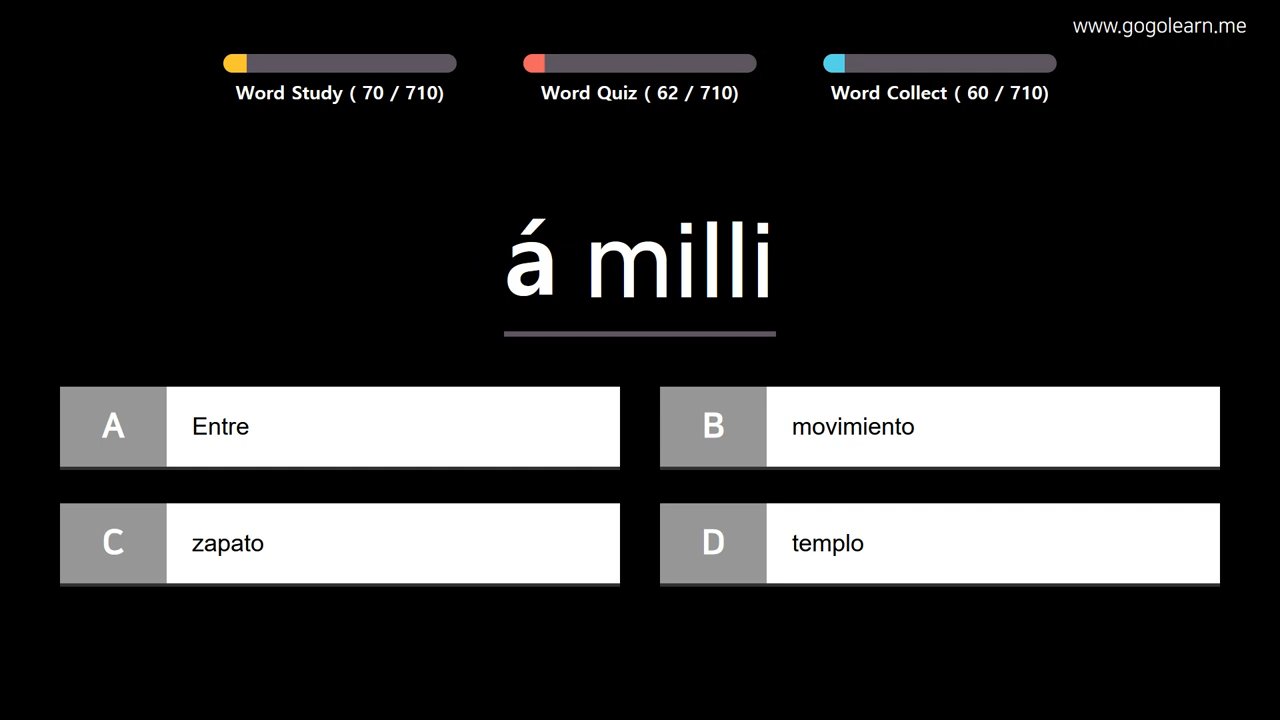 www.gogolearn.me
Word Study ( 70 / 710)
Word Quiz ( 62 / 710)
Word Collect ( 60 / 710)
á milli
A Entre
B movimiento
C zapato
D templo